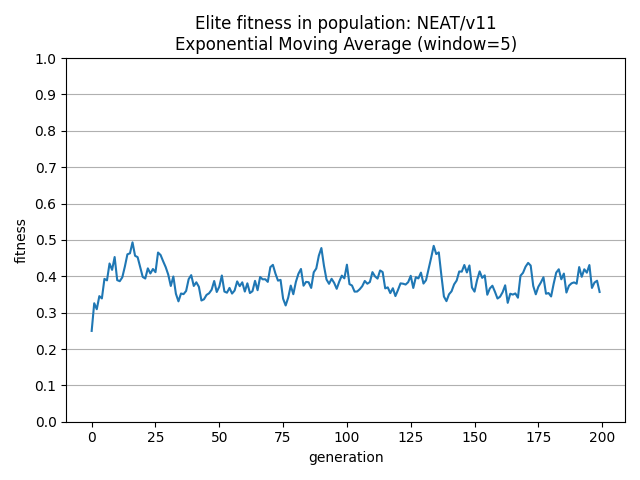 Elite fitness in population: NEAT/v11
Exponential Moving Average (window=5)
1.0
0.9
0.8
0.7
0.6
0.5
0.4
0.3
0.2
0.1
0.0
fitness
0 25 50 75 100 125 150 175 200
generation